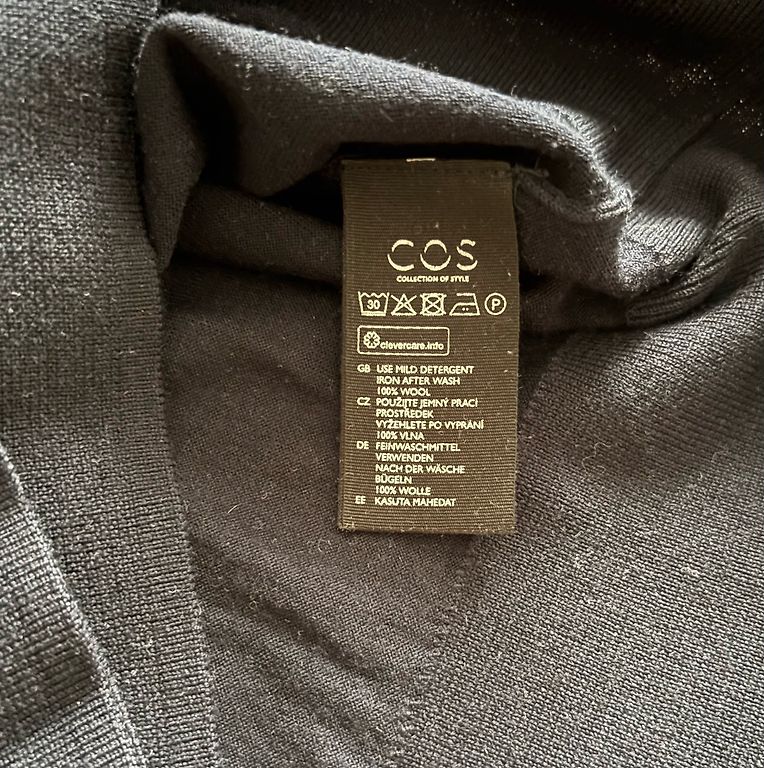 COS
COLLECTION OF STYLE
30 P
clevercare.info
GB USE MILD DETERGENT
IRON AFTER WASH
100% WOOL
CZ POUŽIJTE JEMNÝ PRACÍ
PROSTŘEDEK
VYŽEHLETE PO VYPRÁNÍ
100% VLNA
DE FEINWASCHMITTEL
VERWENDEN
NACH DER WÄSCHE
BÜGELN
100% WOLLE
EE KASUTA MAHEDAT